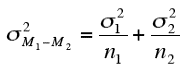 σ²_{M₁−M₂} = σ₁²/n₁ + σ₂²/n₂